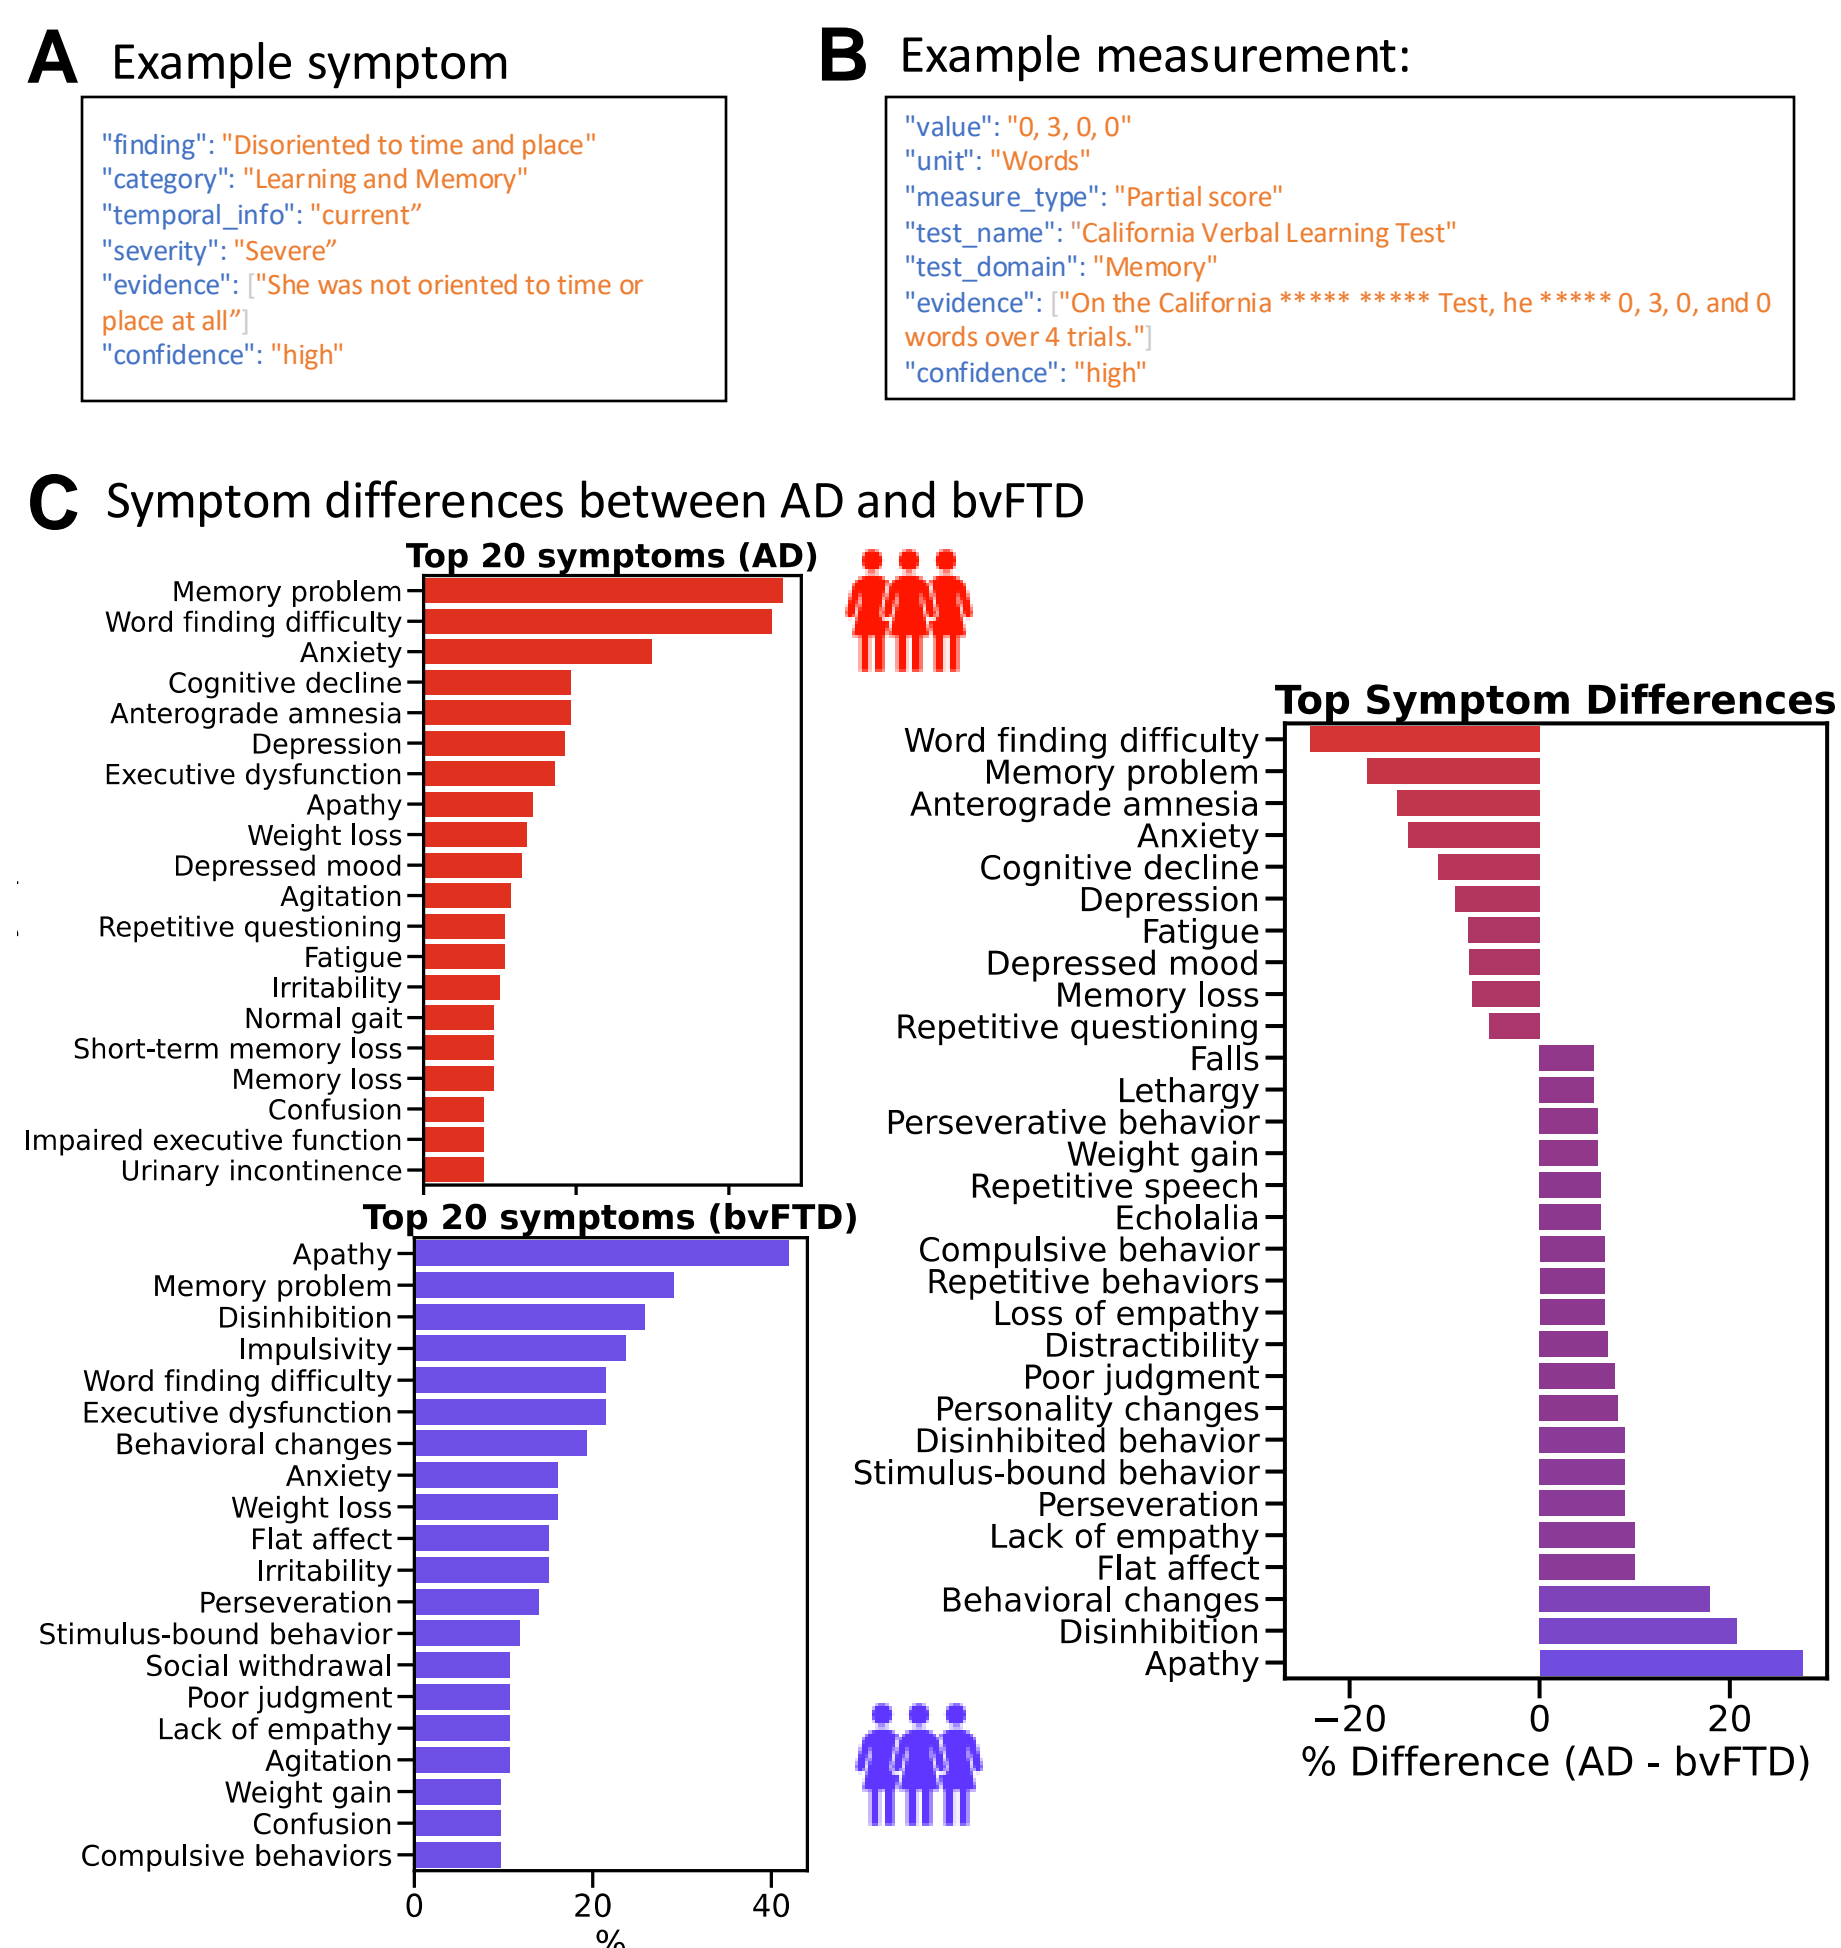 A Example symptom
"finding": "Disoriented to time and place"
"category": "Learning and Memory"
"temporal_info": "current”
"severity": "Severe”
"evidence": ["She was not oriented to time or
place at all”]
"confidence": "high"
B Example measurement:
"value": "0, 3, 0, 0"
"unit": "Words"
"measure_type": "Partial score"
"test_name": "California Verbal Learning Test"
"test_domain": "Memory"
"evidence": ["On the California ***** ***** Test, he ***** 0, 3, 0, and 0
words over 4 trials."]
"confidence": "high"
C Symptom differences between AD and bvFTD
Top 20 symptoms (AD)
Memory problem
Word finding difficulty
Anxiety
Cognitive decline
Anterograde amnesia
Depression
Executive dysfunction
Apathy
Weight loss
Depressed mood
Agitation
Repetitive questioning
Fatigue
Irritability
Normal gait
Short-term memory loss
Memory loss
Confusion
Impaired executive function
Urinary incontinence
Top 20 symptoms (bvFTD)
Apathy
Memory problem
Disinhibition
Impulsivity
Word finding difficulty
Executive dysfunction
Behavioral changes
Anxiety
Weight loss
Flat affect
Irritability
Perseveration
Stimulus-bound behavior
Social withdrawal
Poor judgment
Lack of empathy
Agitation
Weight gain
Confusion
Compulsive behaviors
0 20 40
%
Top Symptom Differences
Word finding difficulty
Memory problem
Anterograde amnesia
Anxiety
Cognitive decline
Depression
Fatigue
Depressed mood
Memory loss
Repetitive questioning
Falls
Lethargy
Perseverative behavior
Weight gain
Repetitive speech
Echolalia
Compulsive behavior
Repetitive behaviors
Loss of empathy
Distractibility
Poor judgment
Personality changes
Disinhibited behavior
Stimulus-bound behavior
Perseveration
Lack of empathy
Flat affect
Behavioral changes
Disinhibition
Apathy
−20 0 20
% Difference (AD - bvFTD)